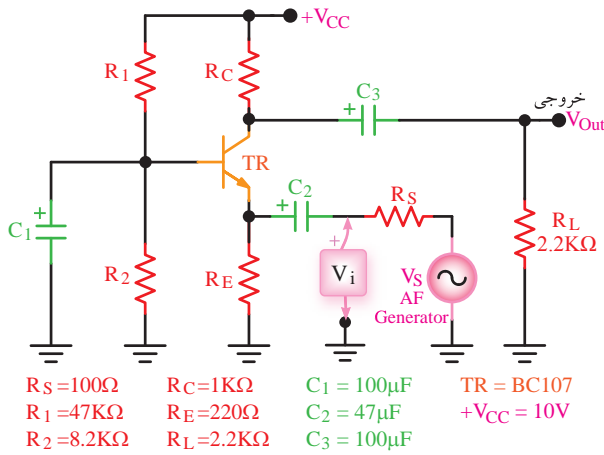 +VCC
R1
RC
C3
خروجی
VOut
TR
C2
RS
C1
RL
2.2KΩ
R2
RE
Vi
VS
AF
Generator
RS=100Ω
R1=47KΩ
R2=8.2KΩ
RC=1KΩ
RE=220Ω
RL=2.2KΩ
C1 = 100µF
C2 = 47µF
C3 = 100µF
TR = BC107
+VCC = 10V